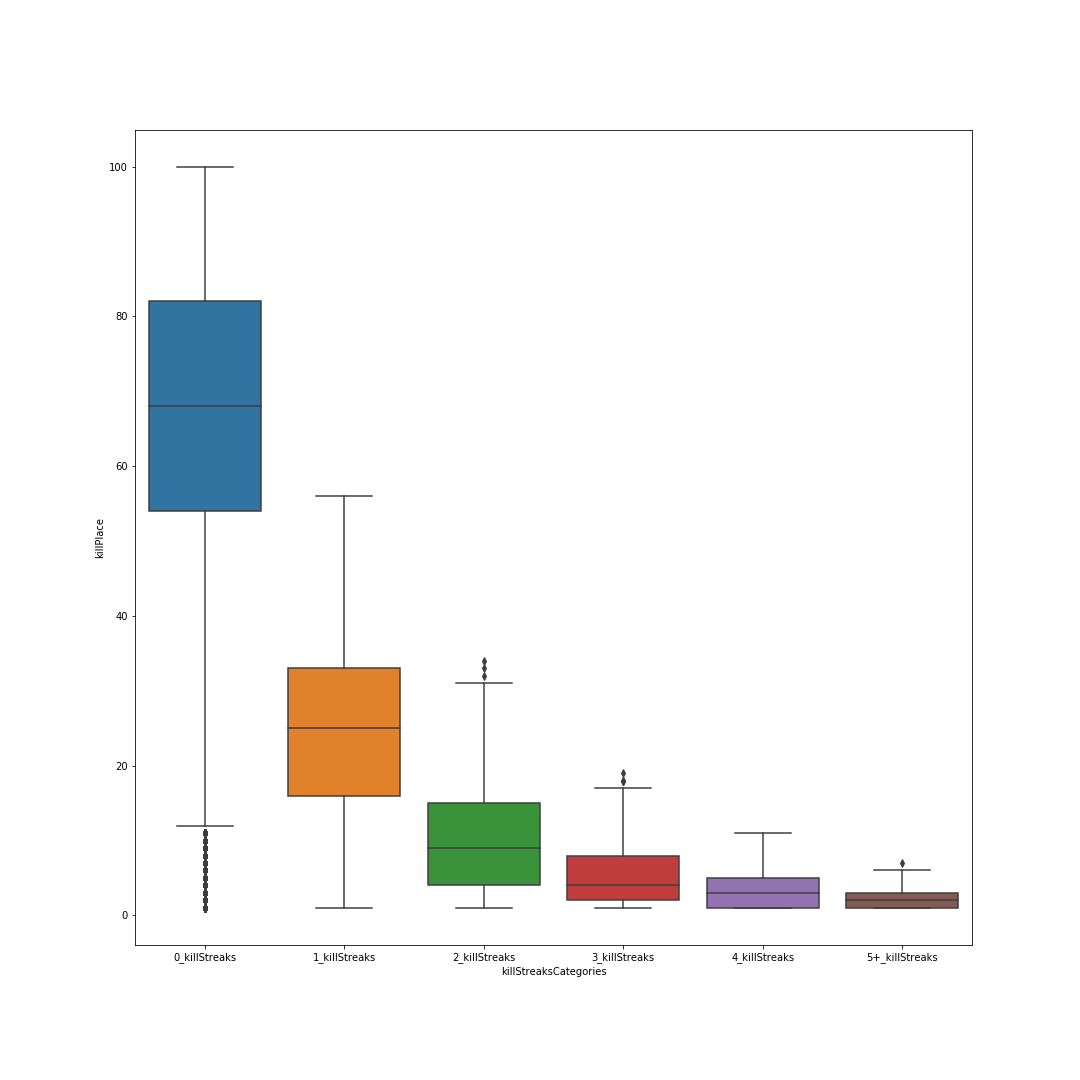 100
80
60
40
20
0
killPlace
0_killStreaks 1_killStreaks 2_killStreaks 3_killStreaks 4_killStreaks 5+_killStreaks
killStreaksCategories